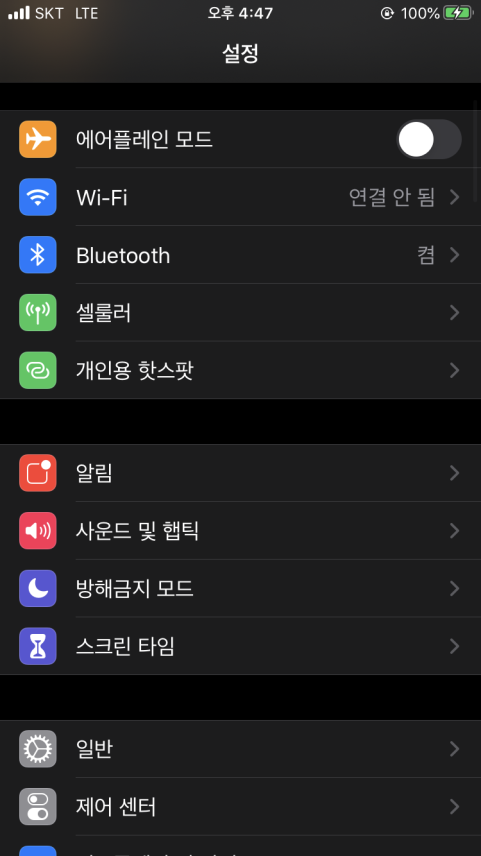 SKT LTE 오후 4:47 100%
설정
에어플레인 모드
Wi-Fi 연결 안 됨
Bluetooth 켬
셀룰러
개인용 핫스팟
알림
사운드 및 햅틱
방해금지 모드
스크린 타임
일반
제어 센터